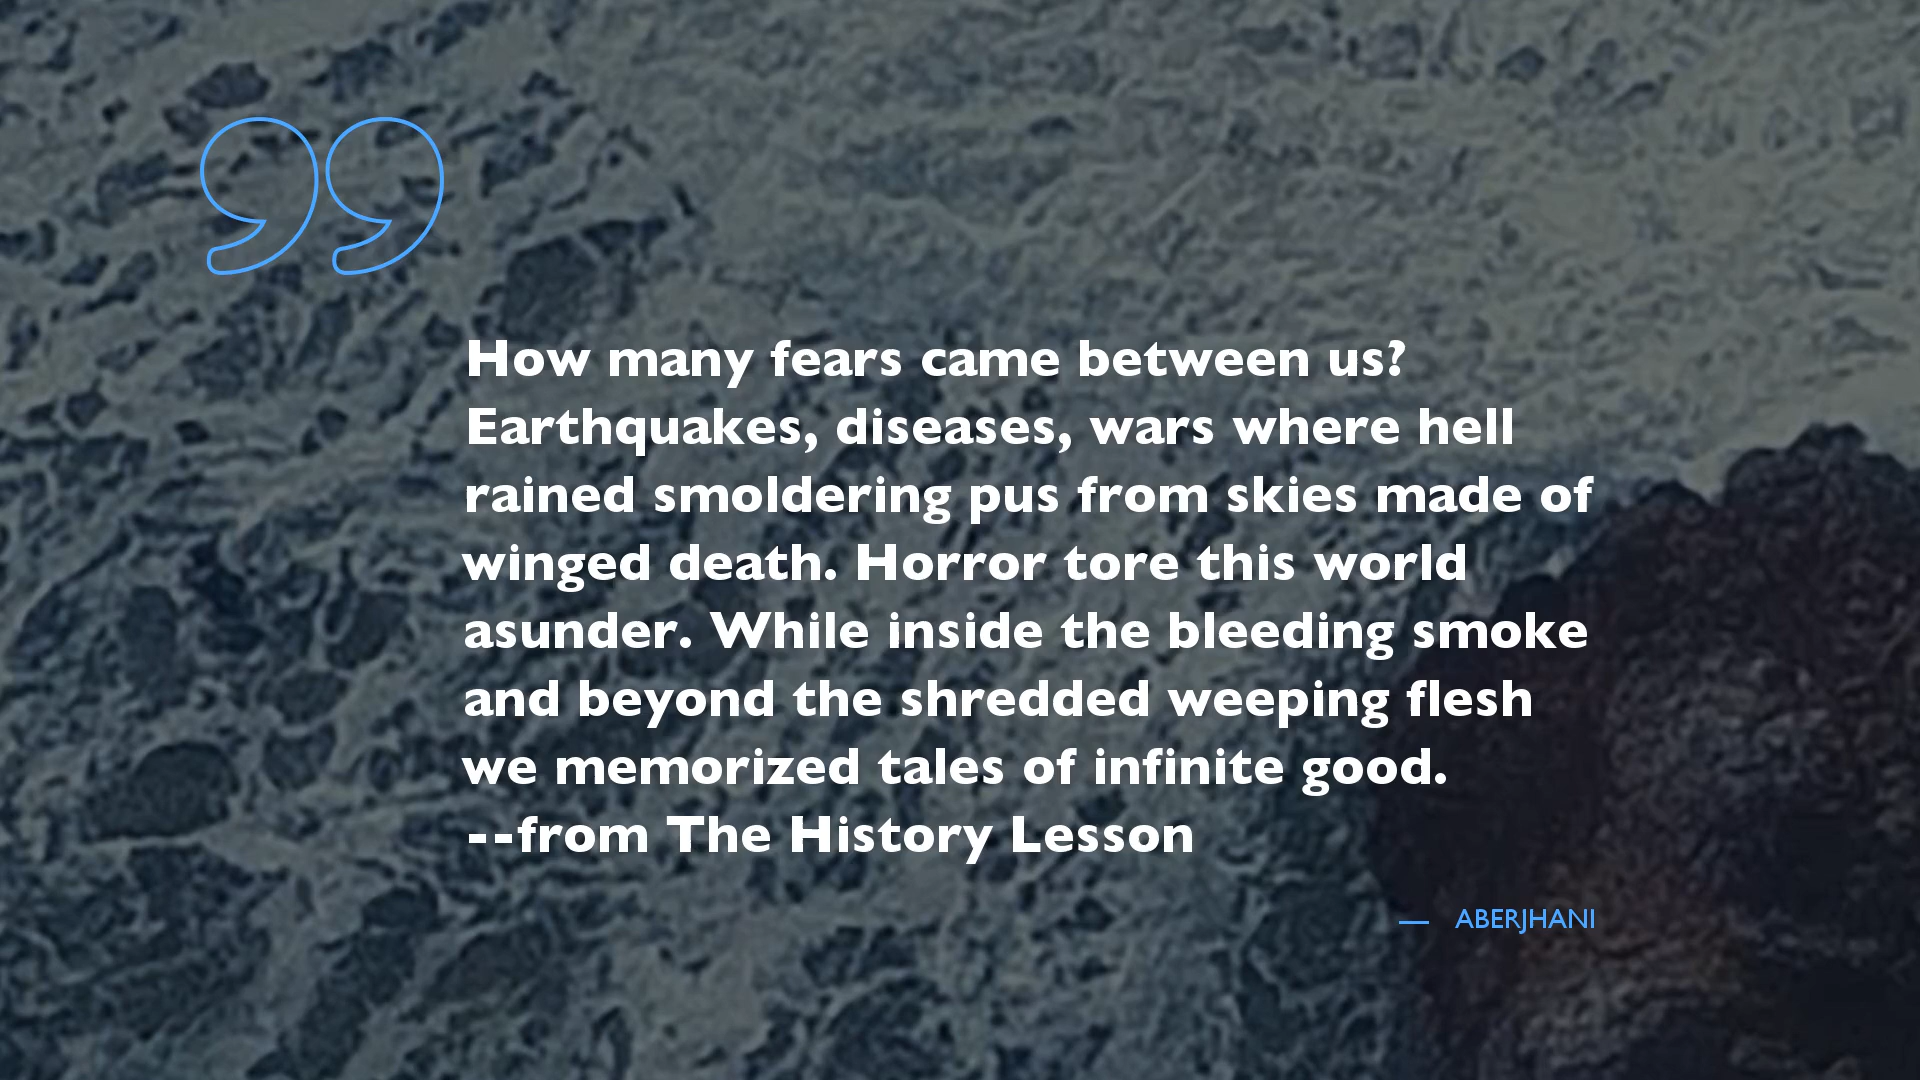 How many fears came between us?
Earthquakes, diseases, wars where hell
rained smoldering pus from skies made of
winged death. Horror tore this world
asunder. While inside the bleeding smoke
and beyond the shredded weeping flesh
we memorized tales of infinite good.
--from The History Lesson
— ABERJHANI